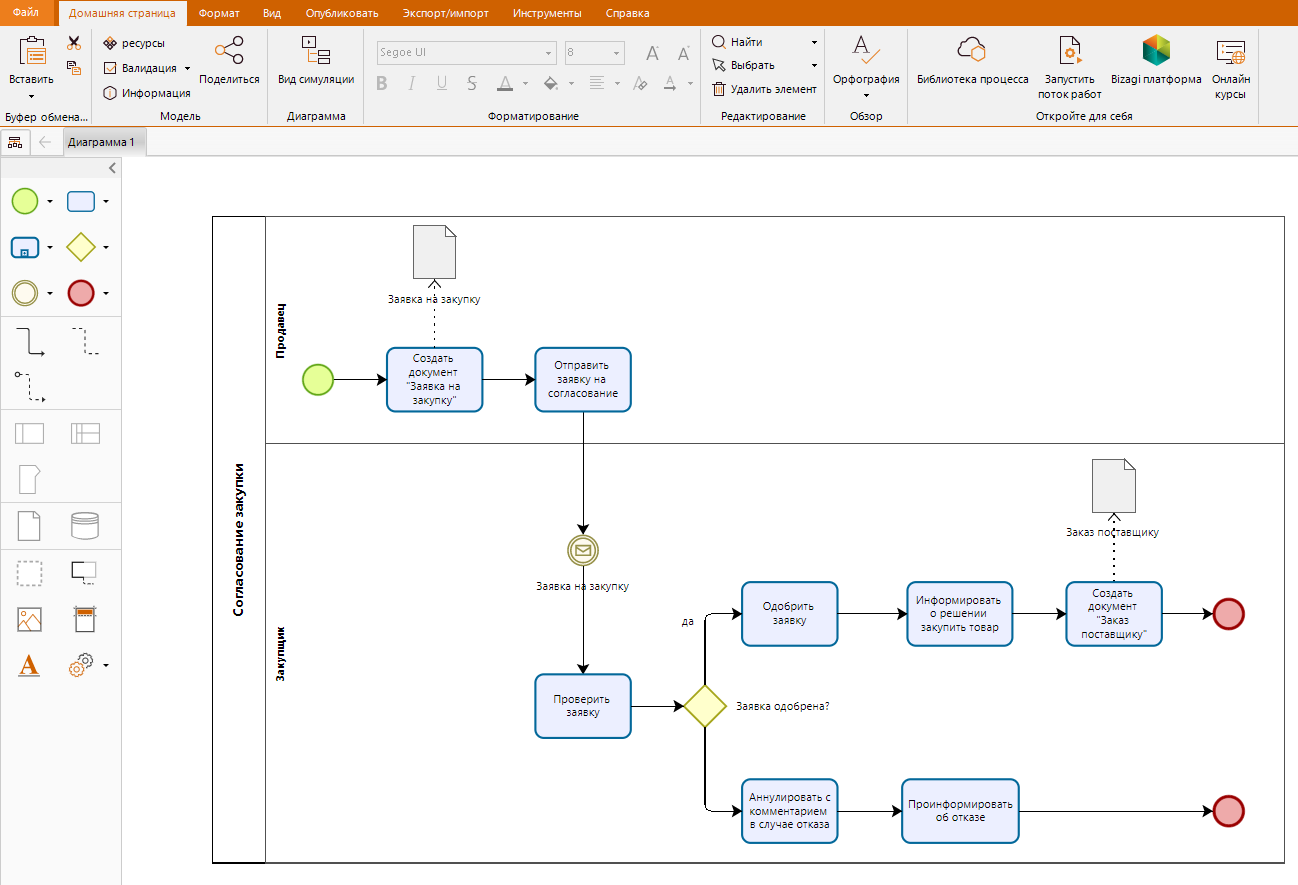 Файл
Домашняя страница
Формат
Вид
Опубликовать
Экспорт/импорт
Инструменты
Справка
Вставить
Буфер обмена...
ресурсы
Валидация
Информация
Поделиться
Модель
Вид симуляции
Диаграмма
Segoe UI
8
A
A
B
I
U
S
A
A
Форматирование
Найти
Выбрать
Удалить элемент
Редактирование
Орфография
Обзор
Библиотека процесса
Запустить
поток работ
Bizagi платформа
Онлайн
курсы
Откройте для себя
Диаграмма 1
A
Согласование закупки
Продавец
Заявка на закупку
Создать
документ
"Заявка на
закупку"
Отправить
заявку на
согласование
Закупщик
Заявка на закупку
Проверить
заявку
Заявка одобрена?
да
Одобрить
заявку
Информировать
о решении
закупить товар
Заказ поставщику
Создать
документ
"Заказ
поставщику"
Аннулировать с
комментарием
в случае отказа
Проинформировать
об отказе